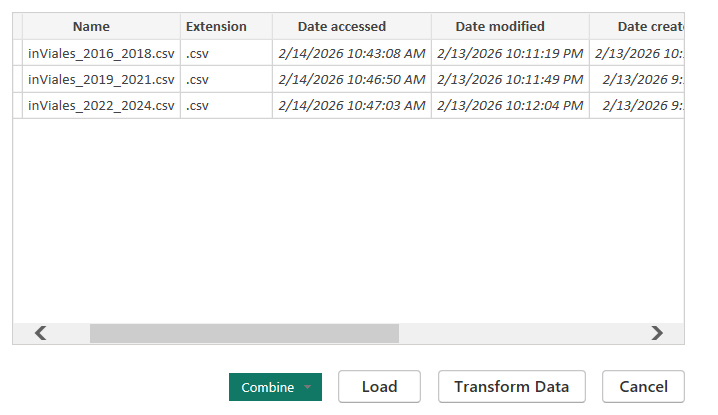 Name Extension Date accessed Date modified Date creat
inViales_2016_2018.csv .csv 2/14/2026 10:43:08 AM 2/13/2026 10:11:19 PM 2/13/2026 10:
inViales_2019_2021.csv .csv 2/14/2026 10:46:50 AM 2/13/2026 10:11:49 PM 2/13/2026 9:
inViales_2022_2024.csv .csv 2/14/2026 10:47:03 AM 2/13/2026 10:12:04 PM 2/13/2026 9:
Combine Load Transform Data Cancel